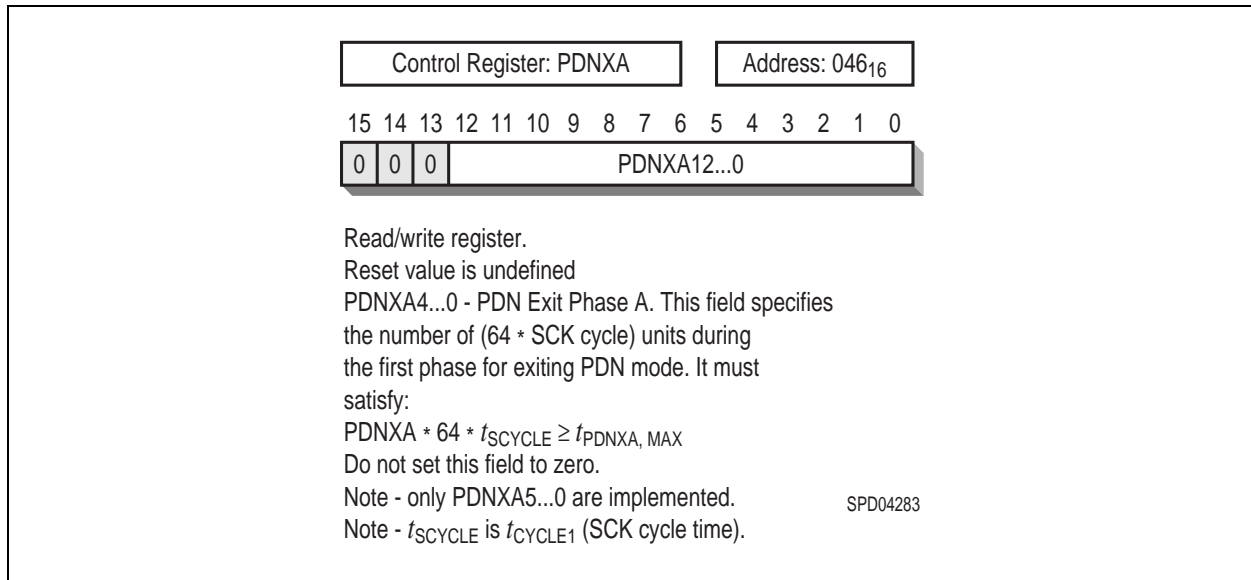 Control Register: PDNXA Address: 046₁₆
15 14 13 12 11 10 9 8 7 6 5 4 3 2 1 0
0 0 0 PDNXA12...0
Read/write register.
Reset value is undefined
PDNXA4...0 - PDN Exit Phase A. This field specifies
the number of (64 * SCK cycle) units during
the first phase for exiting PDN mode. It must
satisfy:
PDNXA * 64 * tSCYCLE ≥ tPDNXA, MAX
Do not set this field to zero.
Note - only PDNXA5...0 are implemented.
SPD04283
Note - tSCYCLE is tCYCLE1 (SCK cycle time).